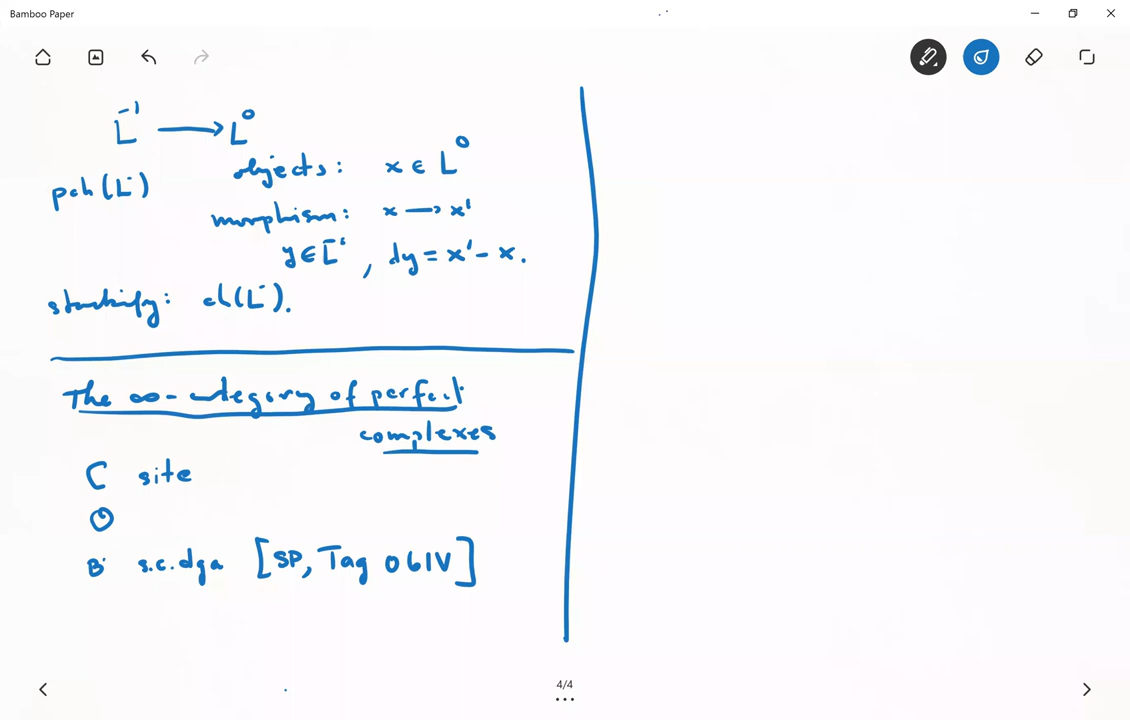 Bamboo Paper
L⁻¹ ⟶ L⁰
objects: x ∈ L⁰
pch(L˙)
morphism: x ⟶ x'
y ∈ L⁻¹, dy = x' - x.
stackify: ch(L˙).
The ∞-category of perfect
complexes
C site
O
B˙ s.c.dga [SP, Tag 061V]
4/4